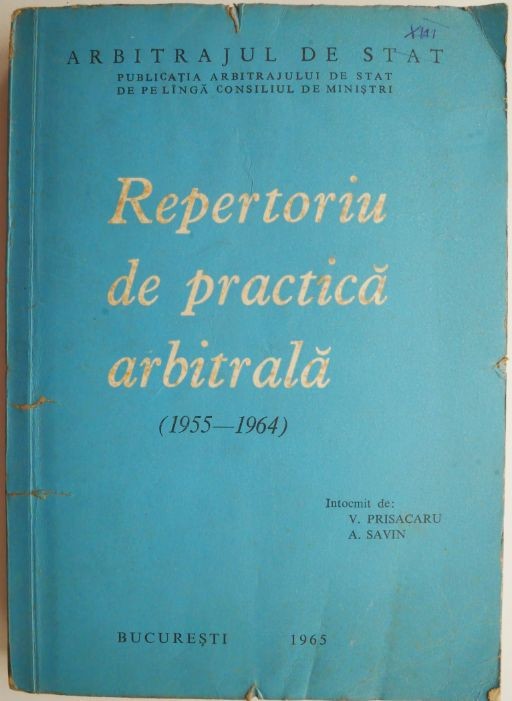 XIII
ARBITRAJUL DE STAT
PUBLICAȚIA ARBITRAJULUI DE STAT
DE PE LÎNGĂ CONSILIUL DE MINIȘTRI
Repertoriu
de practică
arbitrală
(1955—1964)
Intocmit de:
V. PRISACARU
A. SAVIN
BUCUREȘTI 1965